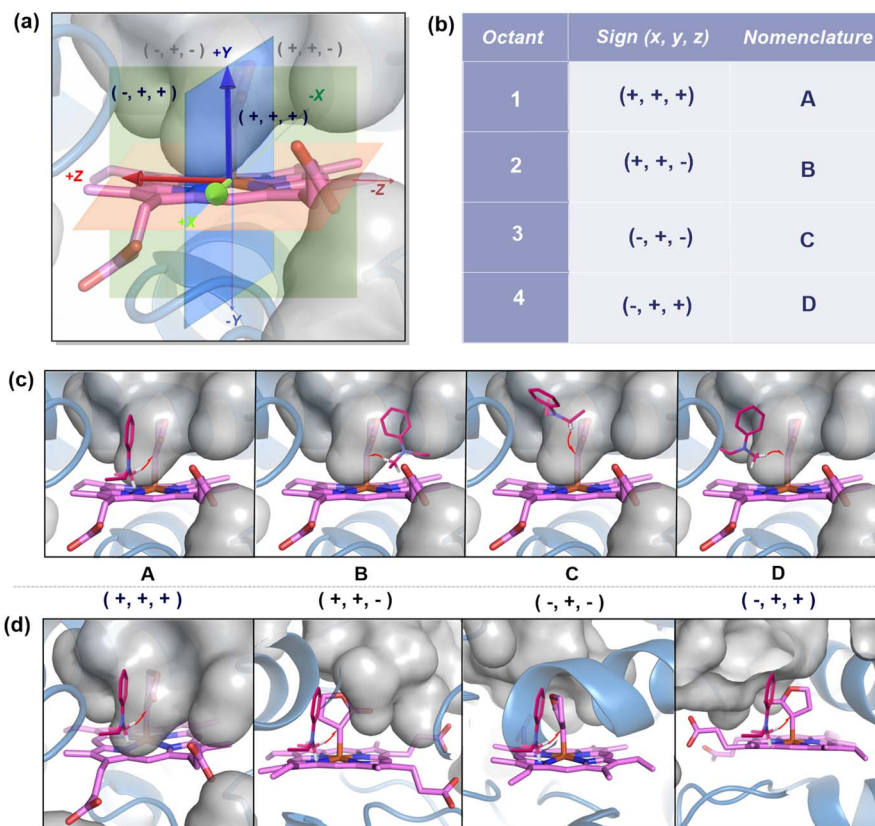 (a)
(-, +, -) +Y (+, +, -)
(-, +, +) -X
(+, +, +)
+Z -Z
+X
-Y
(b)
Octant Sign (x, y, z) Nomenclature
1 (+, +, +) A
2 (+, +, -) B
3 (-, +, -) C
4 (-, +, +) D
(c)
A B C D
(+, +, +) (+, +, -) (-, +, -) (-, +, +)
(d)